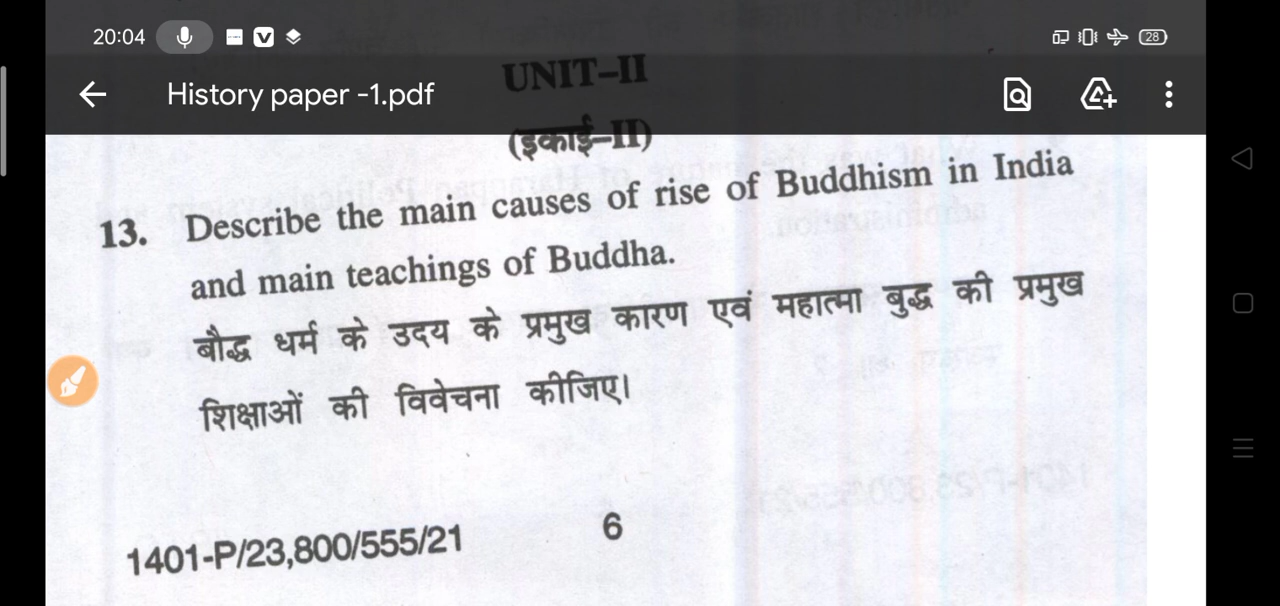 20:04
28
History paper -1.pdf
UNIT–II
(इकाई–II)
13. Describe the main causes of rise of Buddhism in India
and main teachings of Buddha.
बौद्ध धर्म के उदय के प्रमुख कारण एवं महात्मा बुद्ध की प्रमुख
शिक्षाओं की विवेचना कीजिए।
1401-P/23,800/555/21 6